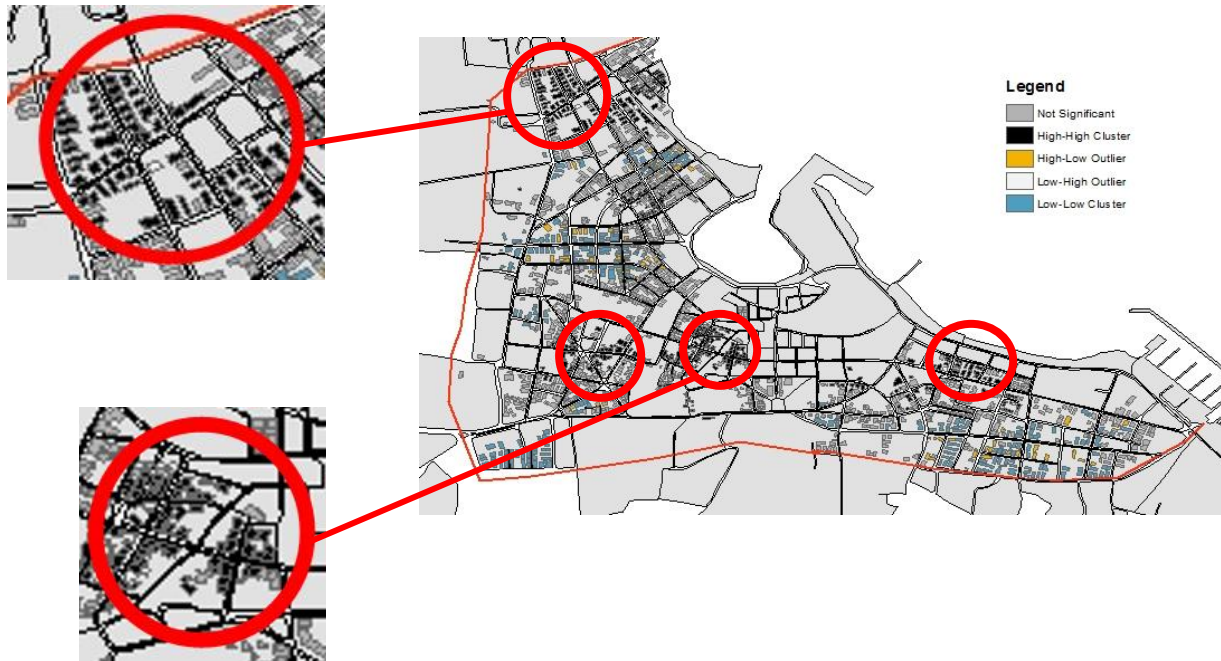 Legend
Not Significant
High-High Cluster
High-Low Outlier
Low-High Outlier
Low-Low Cluster